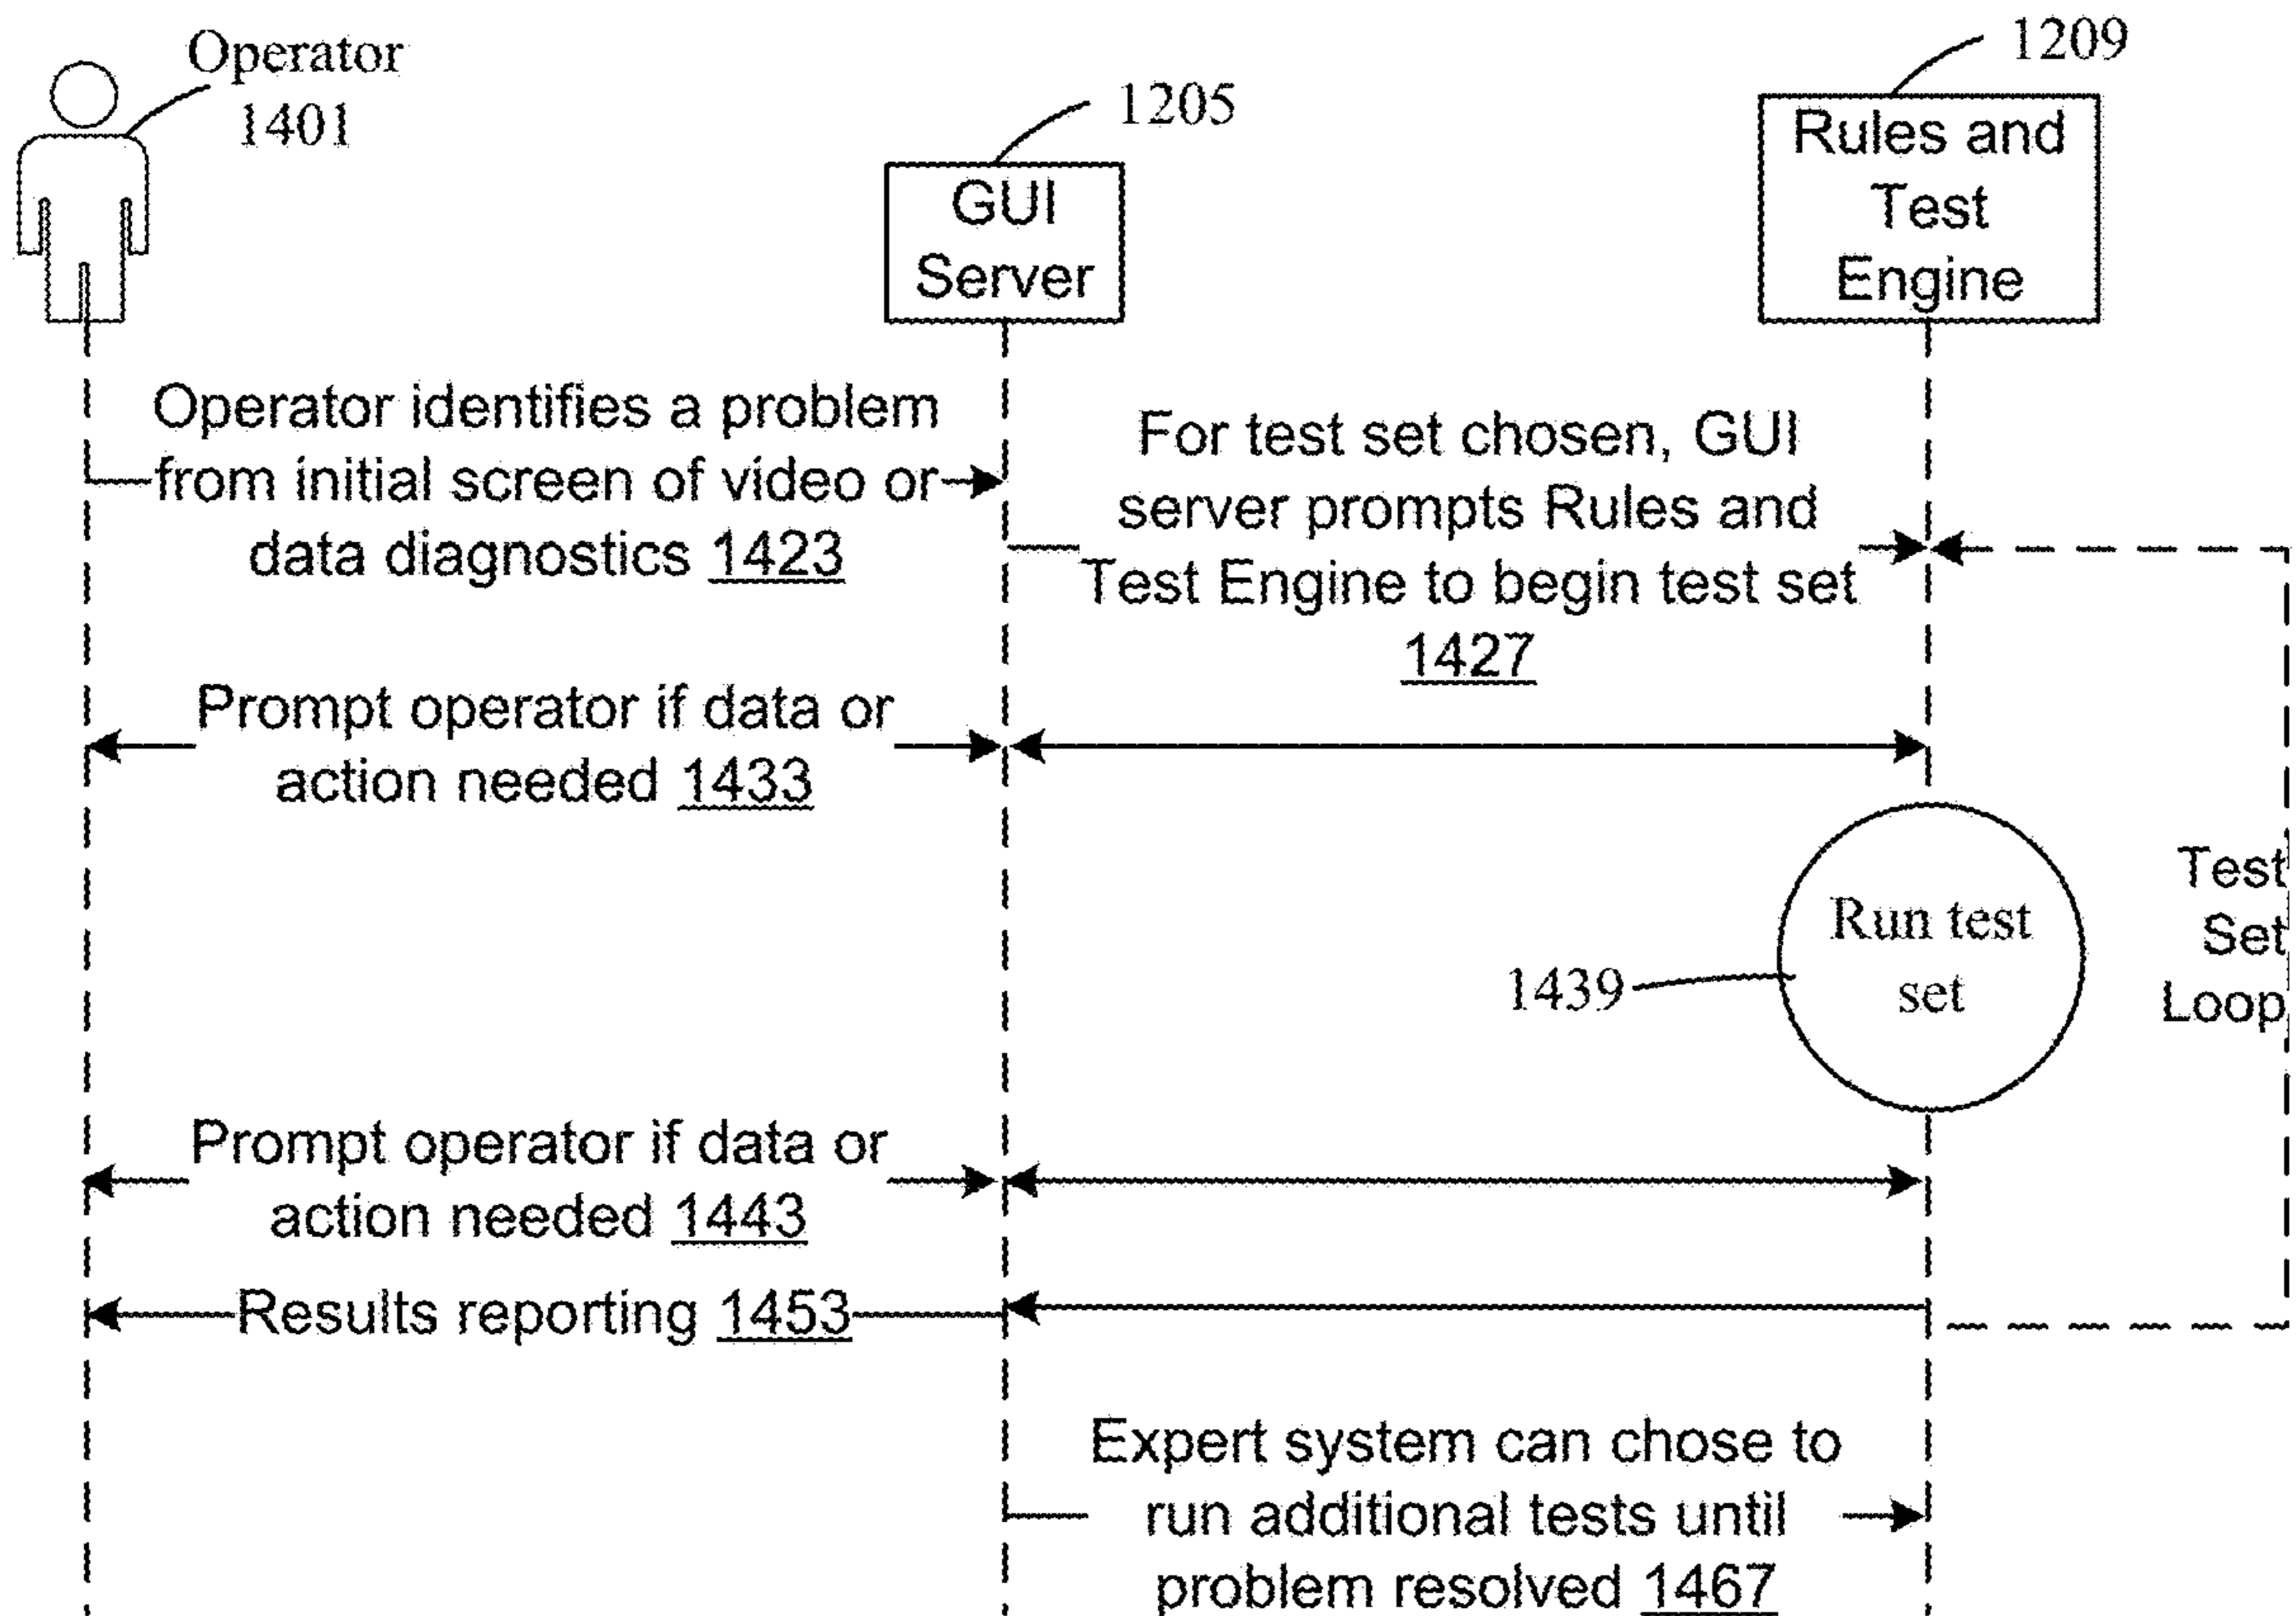 Operator
1401
1205
GUI
Server
1209
Rules and
Test
Engine
Operator identifies a problem
from initial screen of video or
data diagnostics 1423
For test set chosen, GUI
server prompts Rules and
Test Engine to begin test set
1427
Prompt operator if data or
action needed 1433
Run test
set
1439
Test
Set
Loop
Prompt operator if data or
action needed 1443
Results reporting 1453
Expert system can chose to
run additional tests until
problem resolved 1467